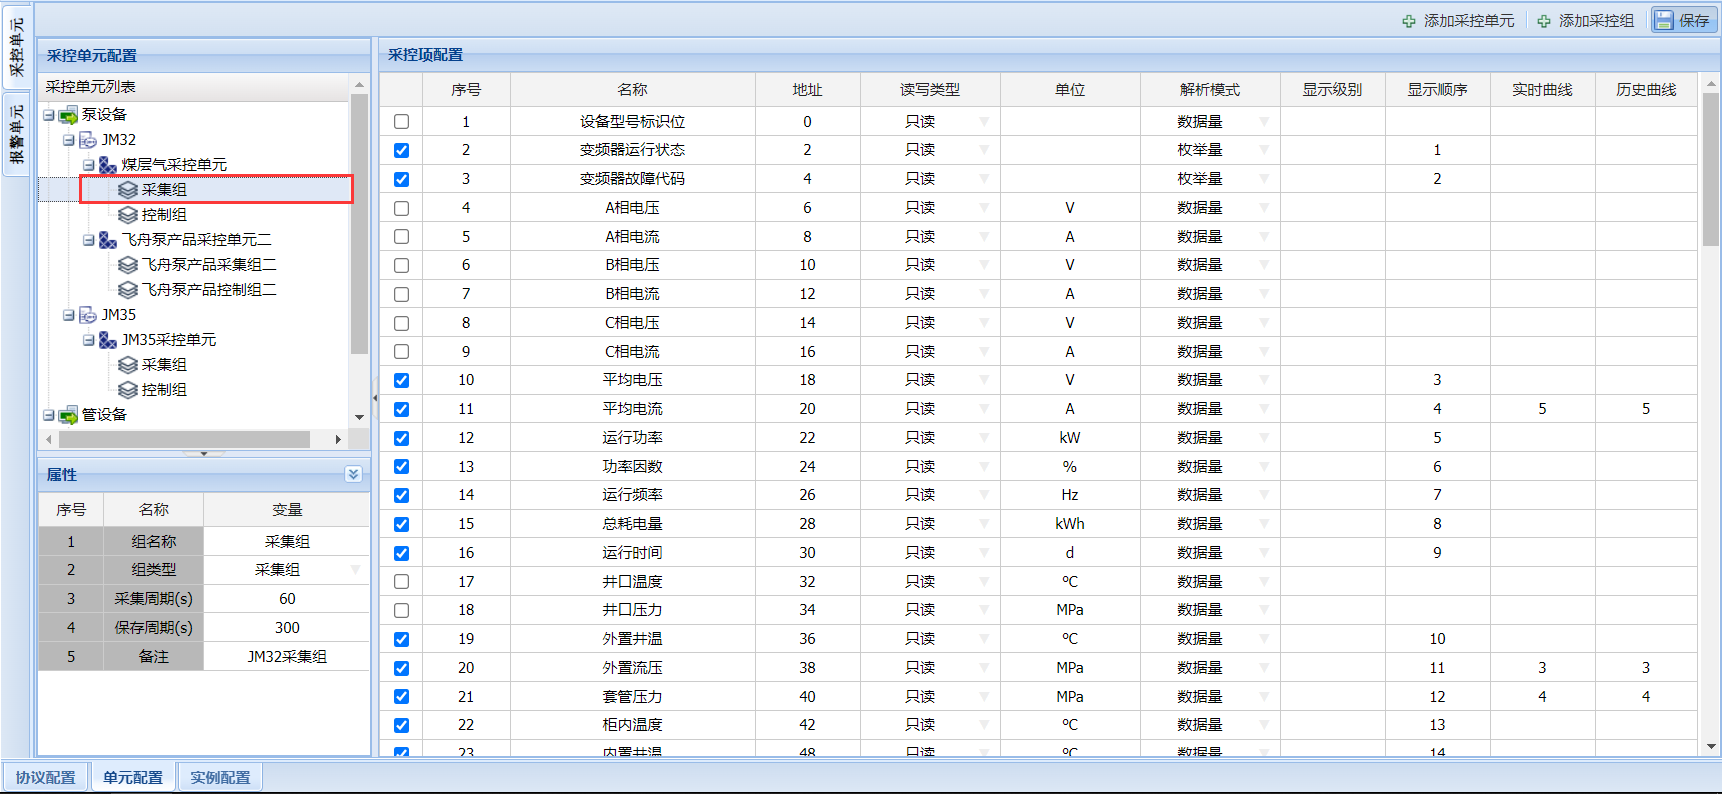 添加采控单元 添加采控组 保存
采控单元
报警单元
采控单元配置
采控单元列表
泵设备
JM32
煤层气采控单元
采集组
控制组
飞舟泵产品采控单元二
飞舟泵产品采集组二
飞舟泵产品控制组二
JM35
JM35采控单元
采集组
控制组
管设备
属性
序号 名称 变量
1 组名称 采集组
2 组类型 采集组
3 采集周期(s) 60
4 保存周期(s) 300
5 备注 JM32采集组
采控项配置
序号 名称 地址 读写类型 单位 解析模式 显示级别 显示顺序 实时曲线 历史曲线
1 设备型号标识位 0 只读 数据量
2 变频器运行状态 2 只读 枚举量 1
3 变频器故障代码 4 只读 枚举量 2
4 A相电压 6 只读 V 数据量
5 A相电流 8 只读 A 数据量
6 B相电压 10 只读 V 数据量
7 B相电流 12 只读 A 数据量
8 C相电压 14 只读 V 数据量
9 C相电流 16 只读 A 数据量
10 平均电压 18 只读 V 数据量 3
11 平均电流 20 只读 A 数据量 4 5 5
12 运行功率 22 只读 kW 数据量 5
13 功率因数 24 只读 % 数据量 6
14 运行频率 26 只读 Hz 数据量 7
15 总耗电量 28 只读 kWh 数据量 8
16 运行时间 30 只读 d 数据量 9
17 井口温度 32 只读 ℃ 数据量
18 井口压力 34 只读 MPa 数据量
19 外置井温 36 只读 ℃ 数据量 10
20 外置流压 38 只读 MPa 数据量 11 3 3
21 套管压力 40 只读 MPa 数据量 12 4 4
22 柜内温度 42 只读 ℃ 数据量 13
23 内置井温 48 只读 ℃ 数据量 14
协议配置 单元配置 实例配置